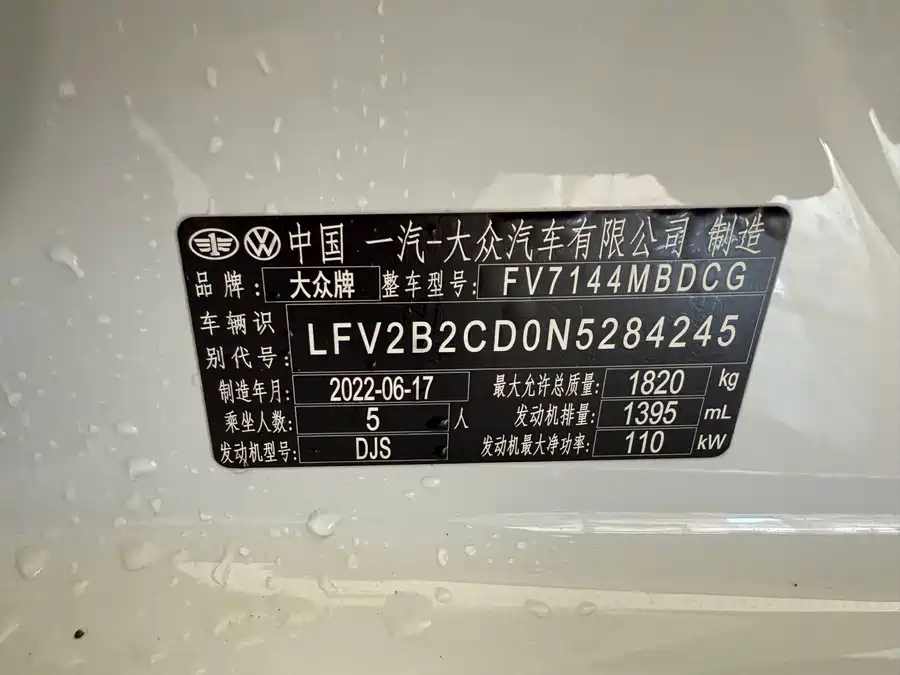 中国 一汽-大众汽车有限公司 制造
品牌: 大众牌 整车型号: FV7144MBDCG
车辆识别代号: LFV2B2CD0N5284245
制造年月: 2022-06-17 最大允许总质量: 1820 kg
乘坐人数: 5 人 发动机排量: 1395 mL
发动机型号: DJS 发动机最大净功率: 110 kW